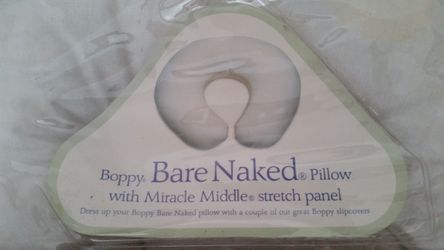 Boppy® Bare Naked® Pillow
with Miracle Middle® stretch panel
Dress up your Boppy Bare Naked pillow with a couple of our great Boppy slipcovers